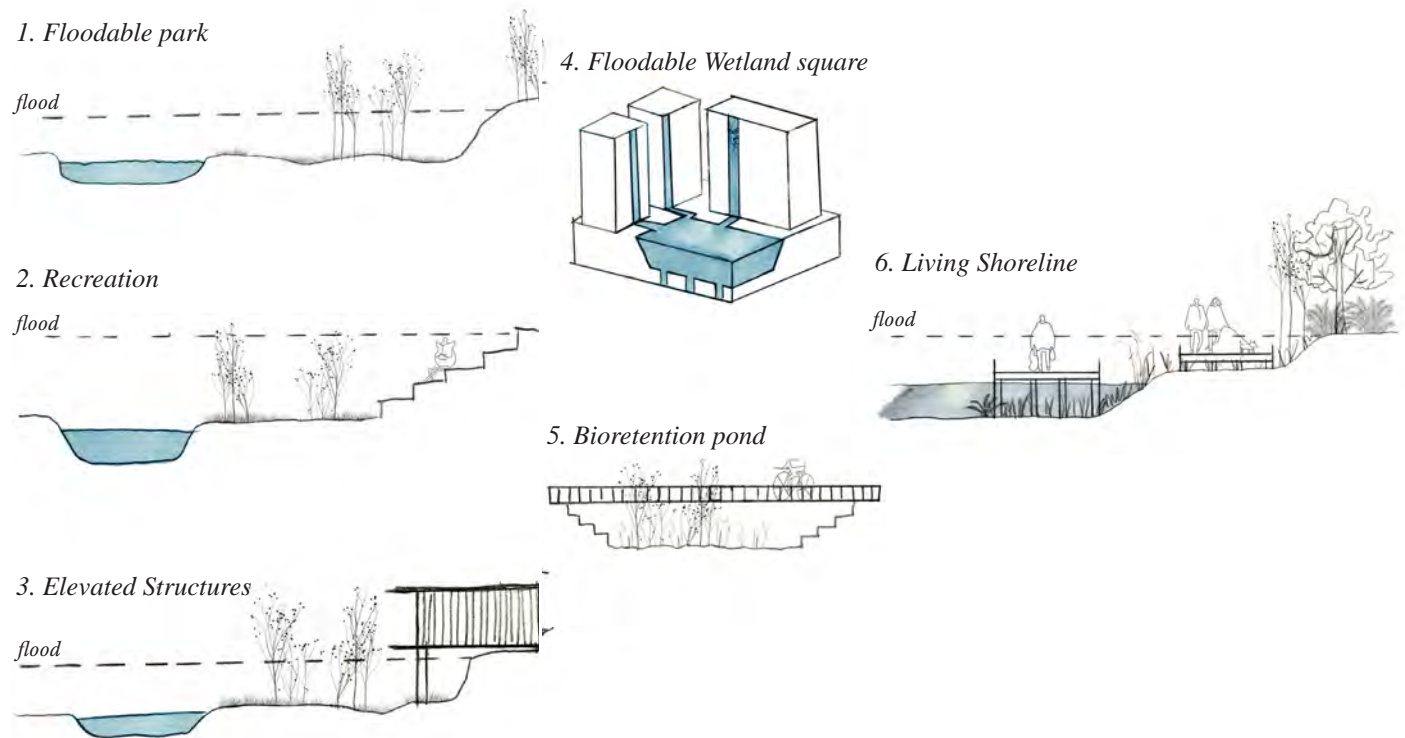 1. Floodable park
flood
2. Recreation
flood
3. Elevated Structures
flood
4. Floodable Wetland square
5. Bioretention pond
6. Living Shoreline
flood